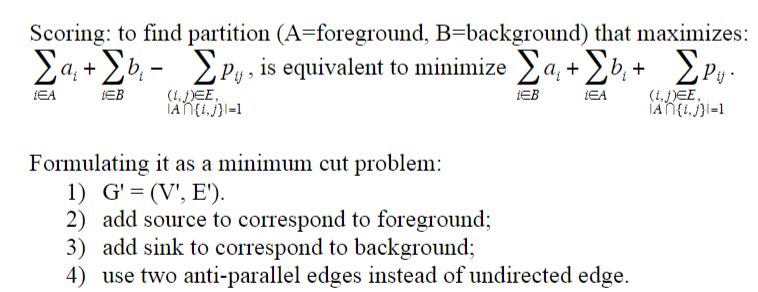 Scoring: to find partition (A=foreground, B=background) that maximizes:
∑ a_i + ∑ b_i − ∑ p_ij , is equivalent to minimize ∑ a_i + ∑ b_i + ∑ p_ij .
i∈A i∈B (i,j)∈E, i∈B i∈A (i,j)∈E,
|A∩{i,j}|=1 |A∩{i,j}|=1
Formulating it as a minimum cut problem:
1) G' = (V', E').
2) add source to correspond to foreground;
3) add sink to correspond to background;
4) use two anti-parallel edges instead of undirected edge.